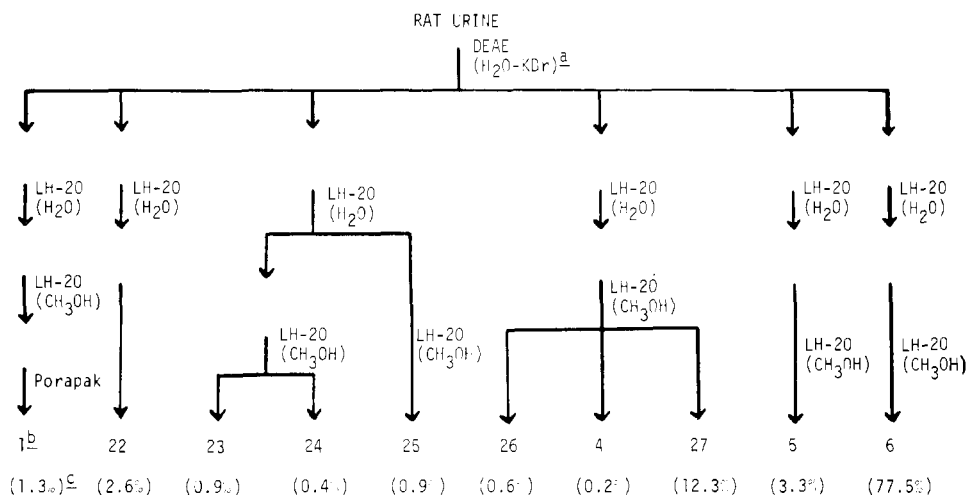 RAT URINE
DEAE
(H2O-KBr)a
LH-20 LH-20 LH-20 LH-20 LH-20 LH-20
(H2O) (H2O) (H2O) (H2O) (H2O) (H2O)
LH-20 LH-20
(CH3OH) (CH3OH)
LH-20 LH-20 LH-20 LH-20
(CH3OH) (CH3OH) (CH3OH) (CH3OH)
Porapak
1b 22 23 24 25 26 4 27 5 6
(1.3%)c (2.6%) (0.9%) (0.4%) (0.9%) (0.6%) (0.2%) (12.3%) (3.3%) (77.5%)